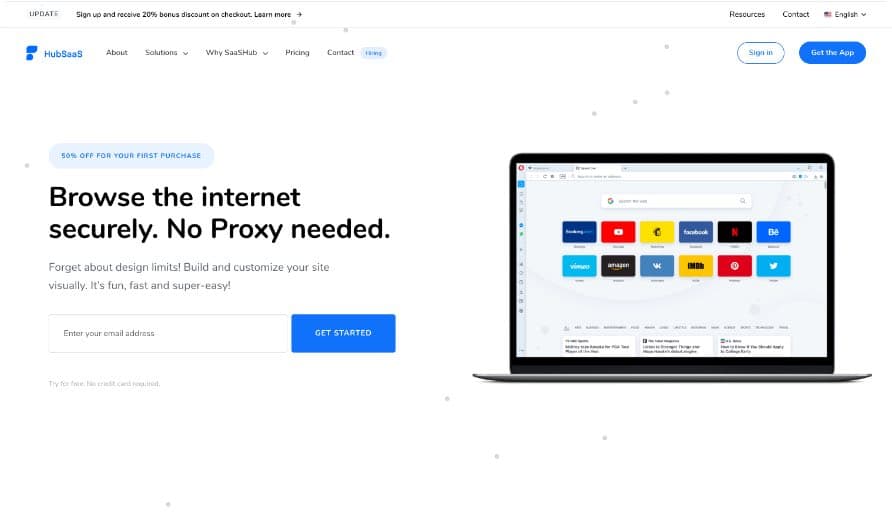 UPDATE Sign up and receive 20% bonus discount on checkout. Learn more →
Resources Contact English
HubSaaS About Solutions Why SaaSHub Pricing Contact Hiring
Sign in Get the App
50% OFF FOR YOUR FIRST PURCHASE
Browse the internet
securely. No Proxy needed.
Forget about design limits! Build and customize your site
visually. It's fun, fast and super-easy!
Enter your email address GET STARTED
Try for free. No credit card required.
Search the web
Booking.com facebook N Bē
vimeo amazon IMDb